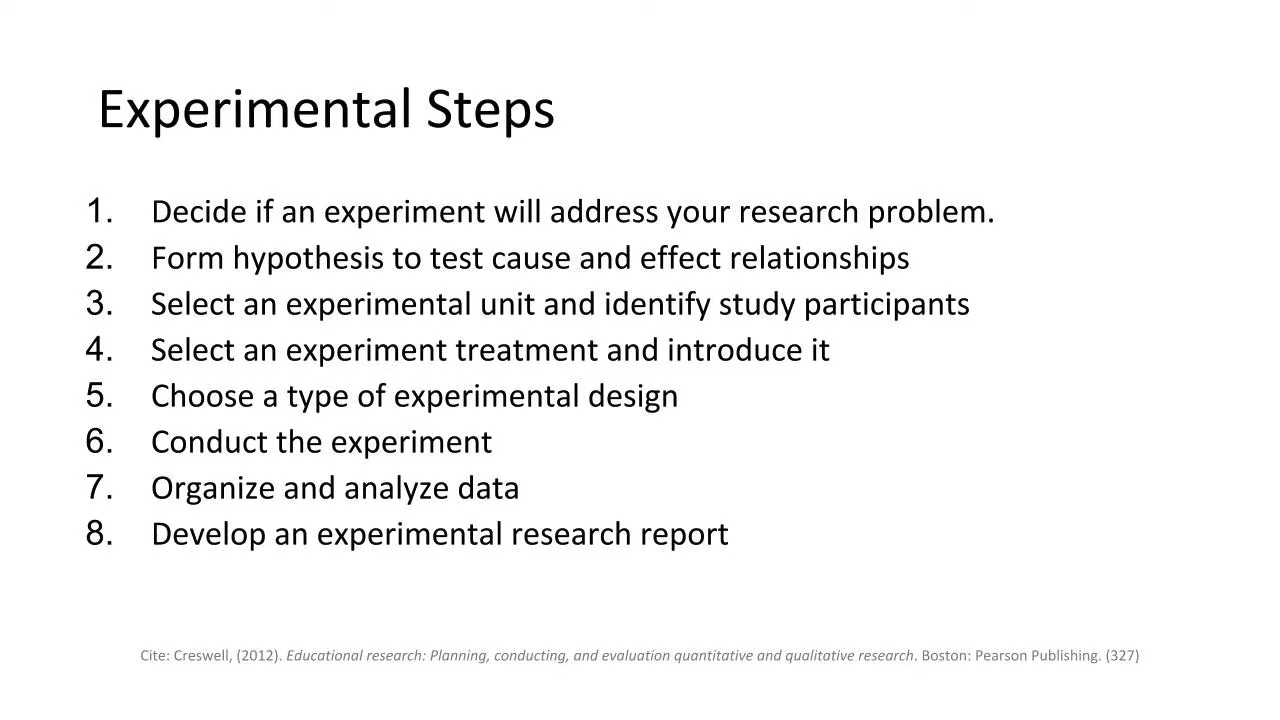 Experimental Steps
1. Decide if an experiment will address your research problem.
2. Form hypothesis to test cause and effect relationships
3. Select an experimental unit and identify study participants
4. Select an experiment treatment and introduce it
5. Choose a type of experimental design
6. Conduct the experiment
7. Organize and analyze data
8. Develop an experimental research report
Cite: Creswell, (2012). Educational research: Planning, conducting, and evaluation quantitative and qualitative research. Boston: Pearson Publishing. (327)